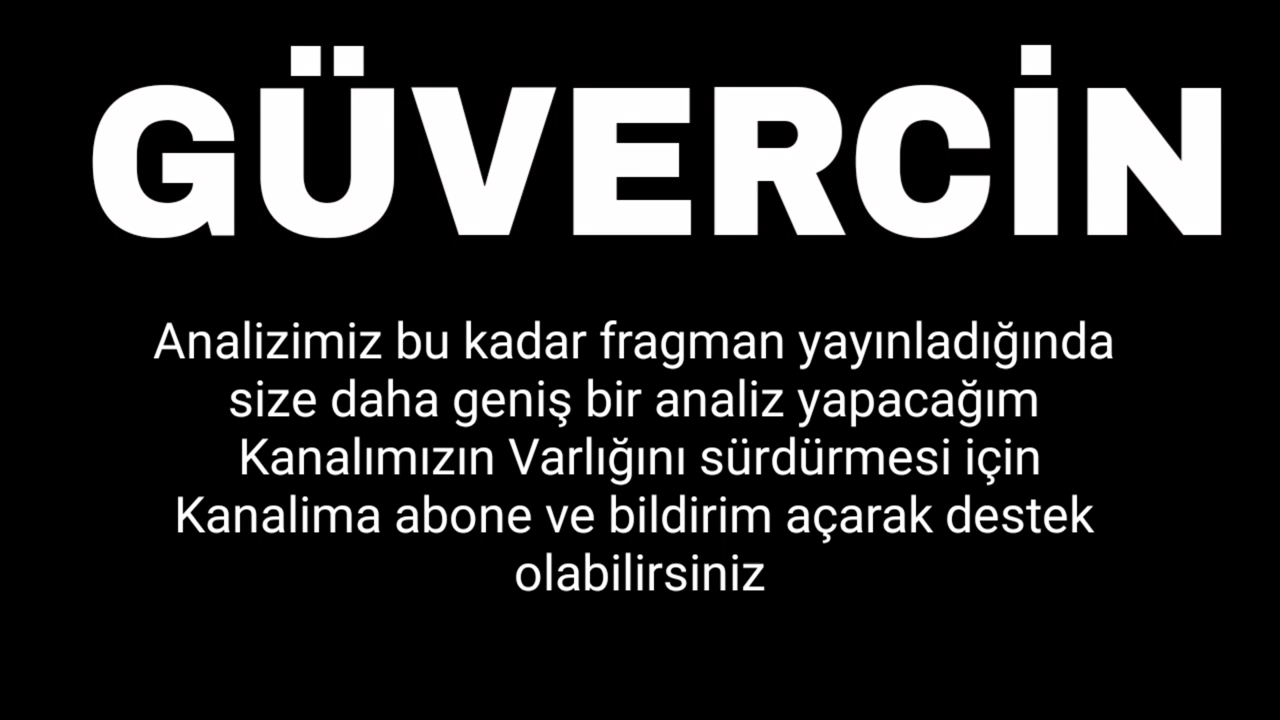 GÜVERCİN
Analizimiz bu kadar fragman yayınladığında
size daha geniş bir analiz yapacağım
Kanalımızın Varlığını sürdürmesi için
Kanalima abone ve bildirim açarak destek
olabilirsiniz